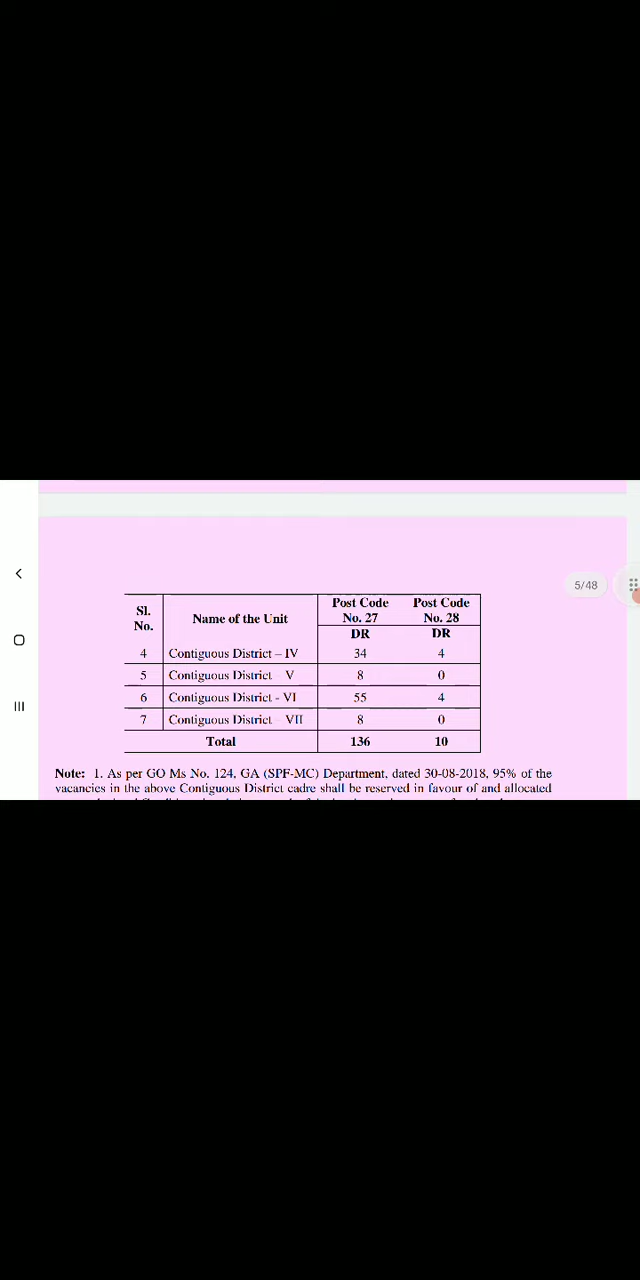 5/48
Sl. No. Name of the Unit Post Code No. 27 Post Code No. 28
DR DR
4 Contiguous District – IV 34 4
5 Contiguous District – V 8 0
6 Contiguous District - VI 55 4
7 Contiguous District – VII 8 0
Total 136 10
Note: 1. As per GO Ms No. 124, GA (SPF-MC) Department, dated 30-08-2018, 95% of the
vacancies in the above Contiguous District cadre shall be reserved in favour of and allocated